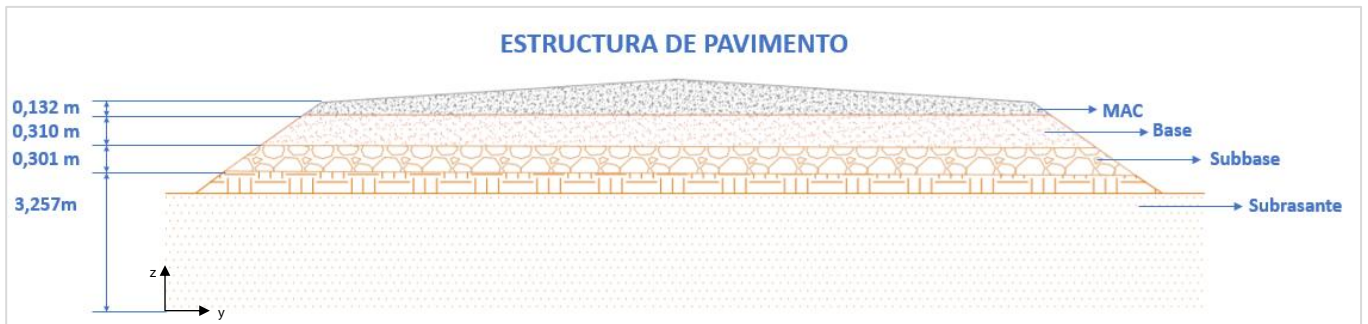 ESTRUCTURA DE PAVIMENTO
0,132 m
MAC
0,310 m
Base
0,301 m
Subbase
3,257m
Subrasante
z
y